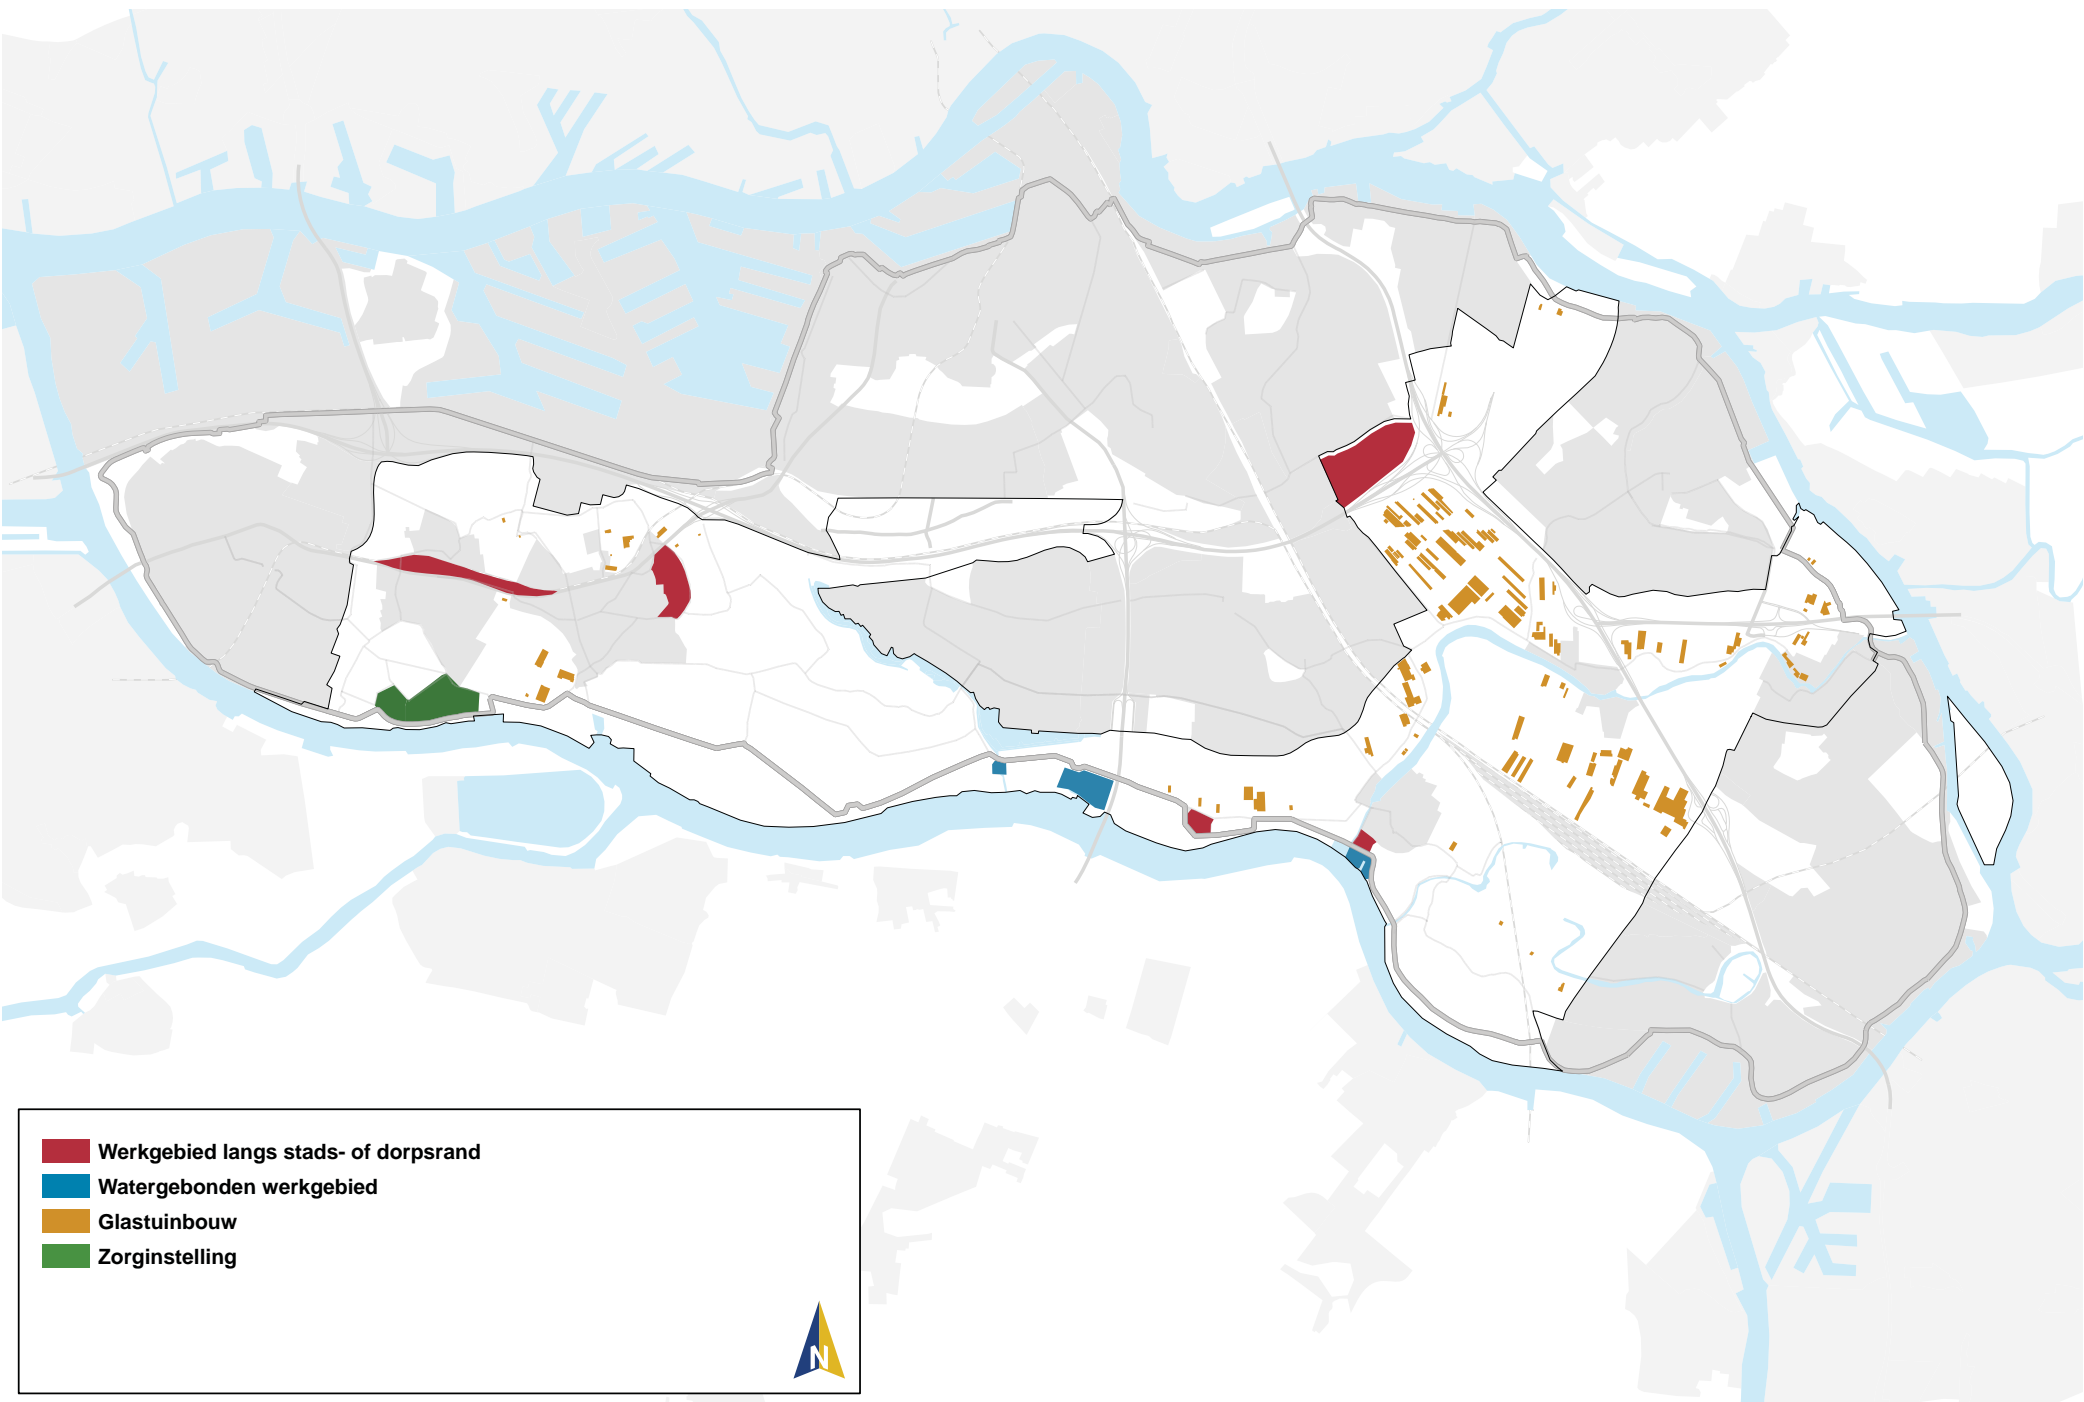 Werkgebied langs stads- of dorpsrand
Watergebonden werkgebied
Glastuinbouw
Zorginstelling
N